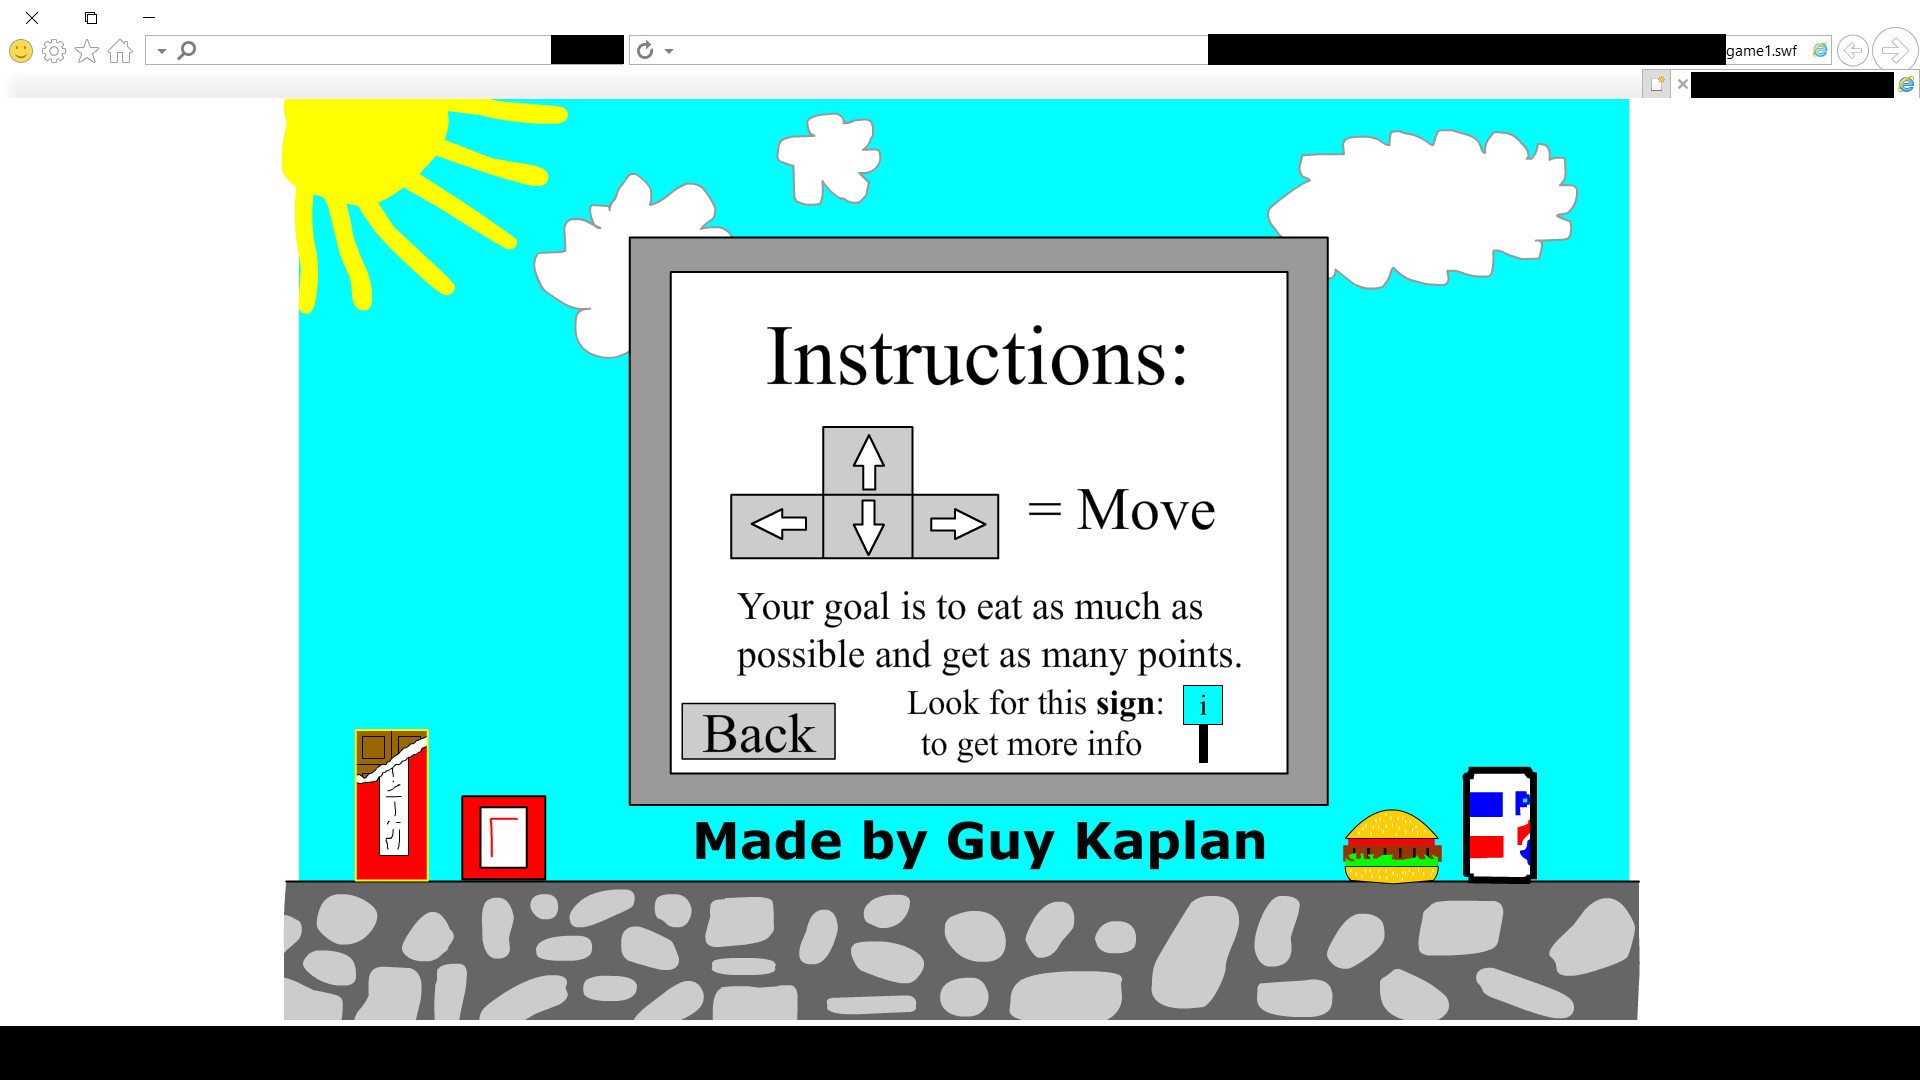 game1.swf
Instructions:
= Move
Your goal is to eat as much as
possible and get as many points.
Look for this sign: i
to get more info
Back
Made by Guy Kaplan